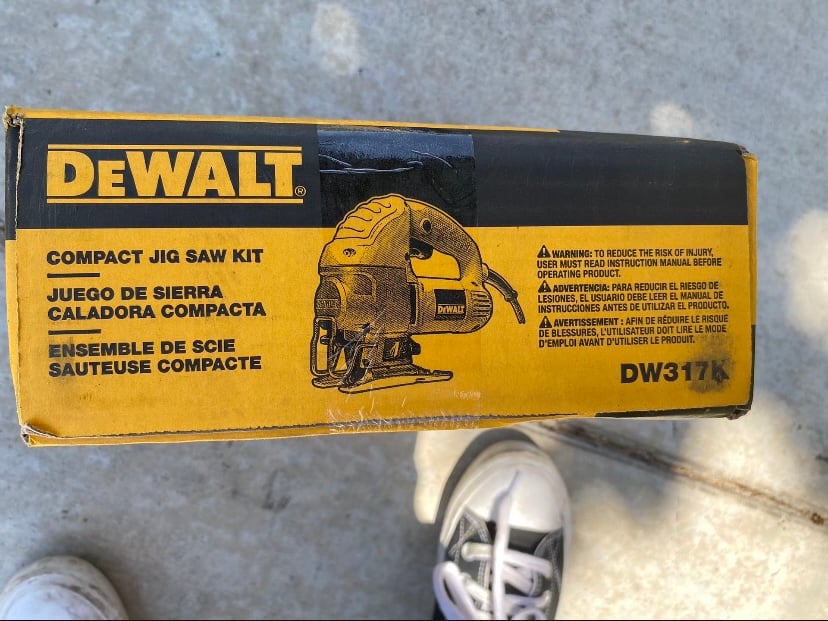 DEWALT®
COMPACT JIG SAW KIT
JUEGO DE SIERRA
CALADORA COMPACTA
ENSEMBLE DE SCIE
SAUTEUSE COMPACTE
DEWALT
WARNING: TO REDUCE THE RISK OF INJURY,
USER MUST READ INSTRUCTION MANUAL BEFORE
OPERATING PRODUCT.
ADVERTENCIA: PARA REDUCIR EL RIESGO DE
LESIONES, EL USUARIO DEBE LEER EL MANUAL DE
INSTRUCCIONES ANTES DE UTILIZAR EL PRODUCTO.
AVERTISSEMENT : AFIN DE RÉDUIRE LE RISQUE
DE BLESSURES, L'UTILISATEUR DOIT LIRE LE MODE
D'EMPLOI AVANT D'UTILISER LE PRODUIT.
DW317K